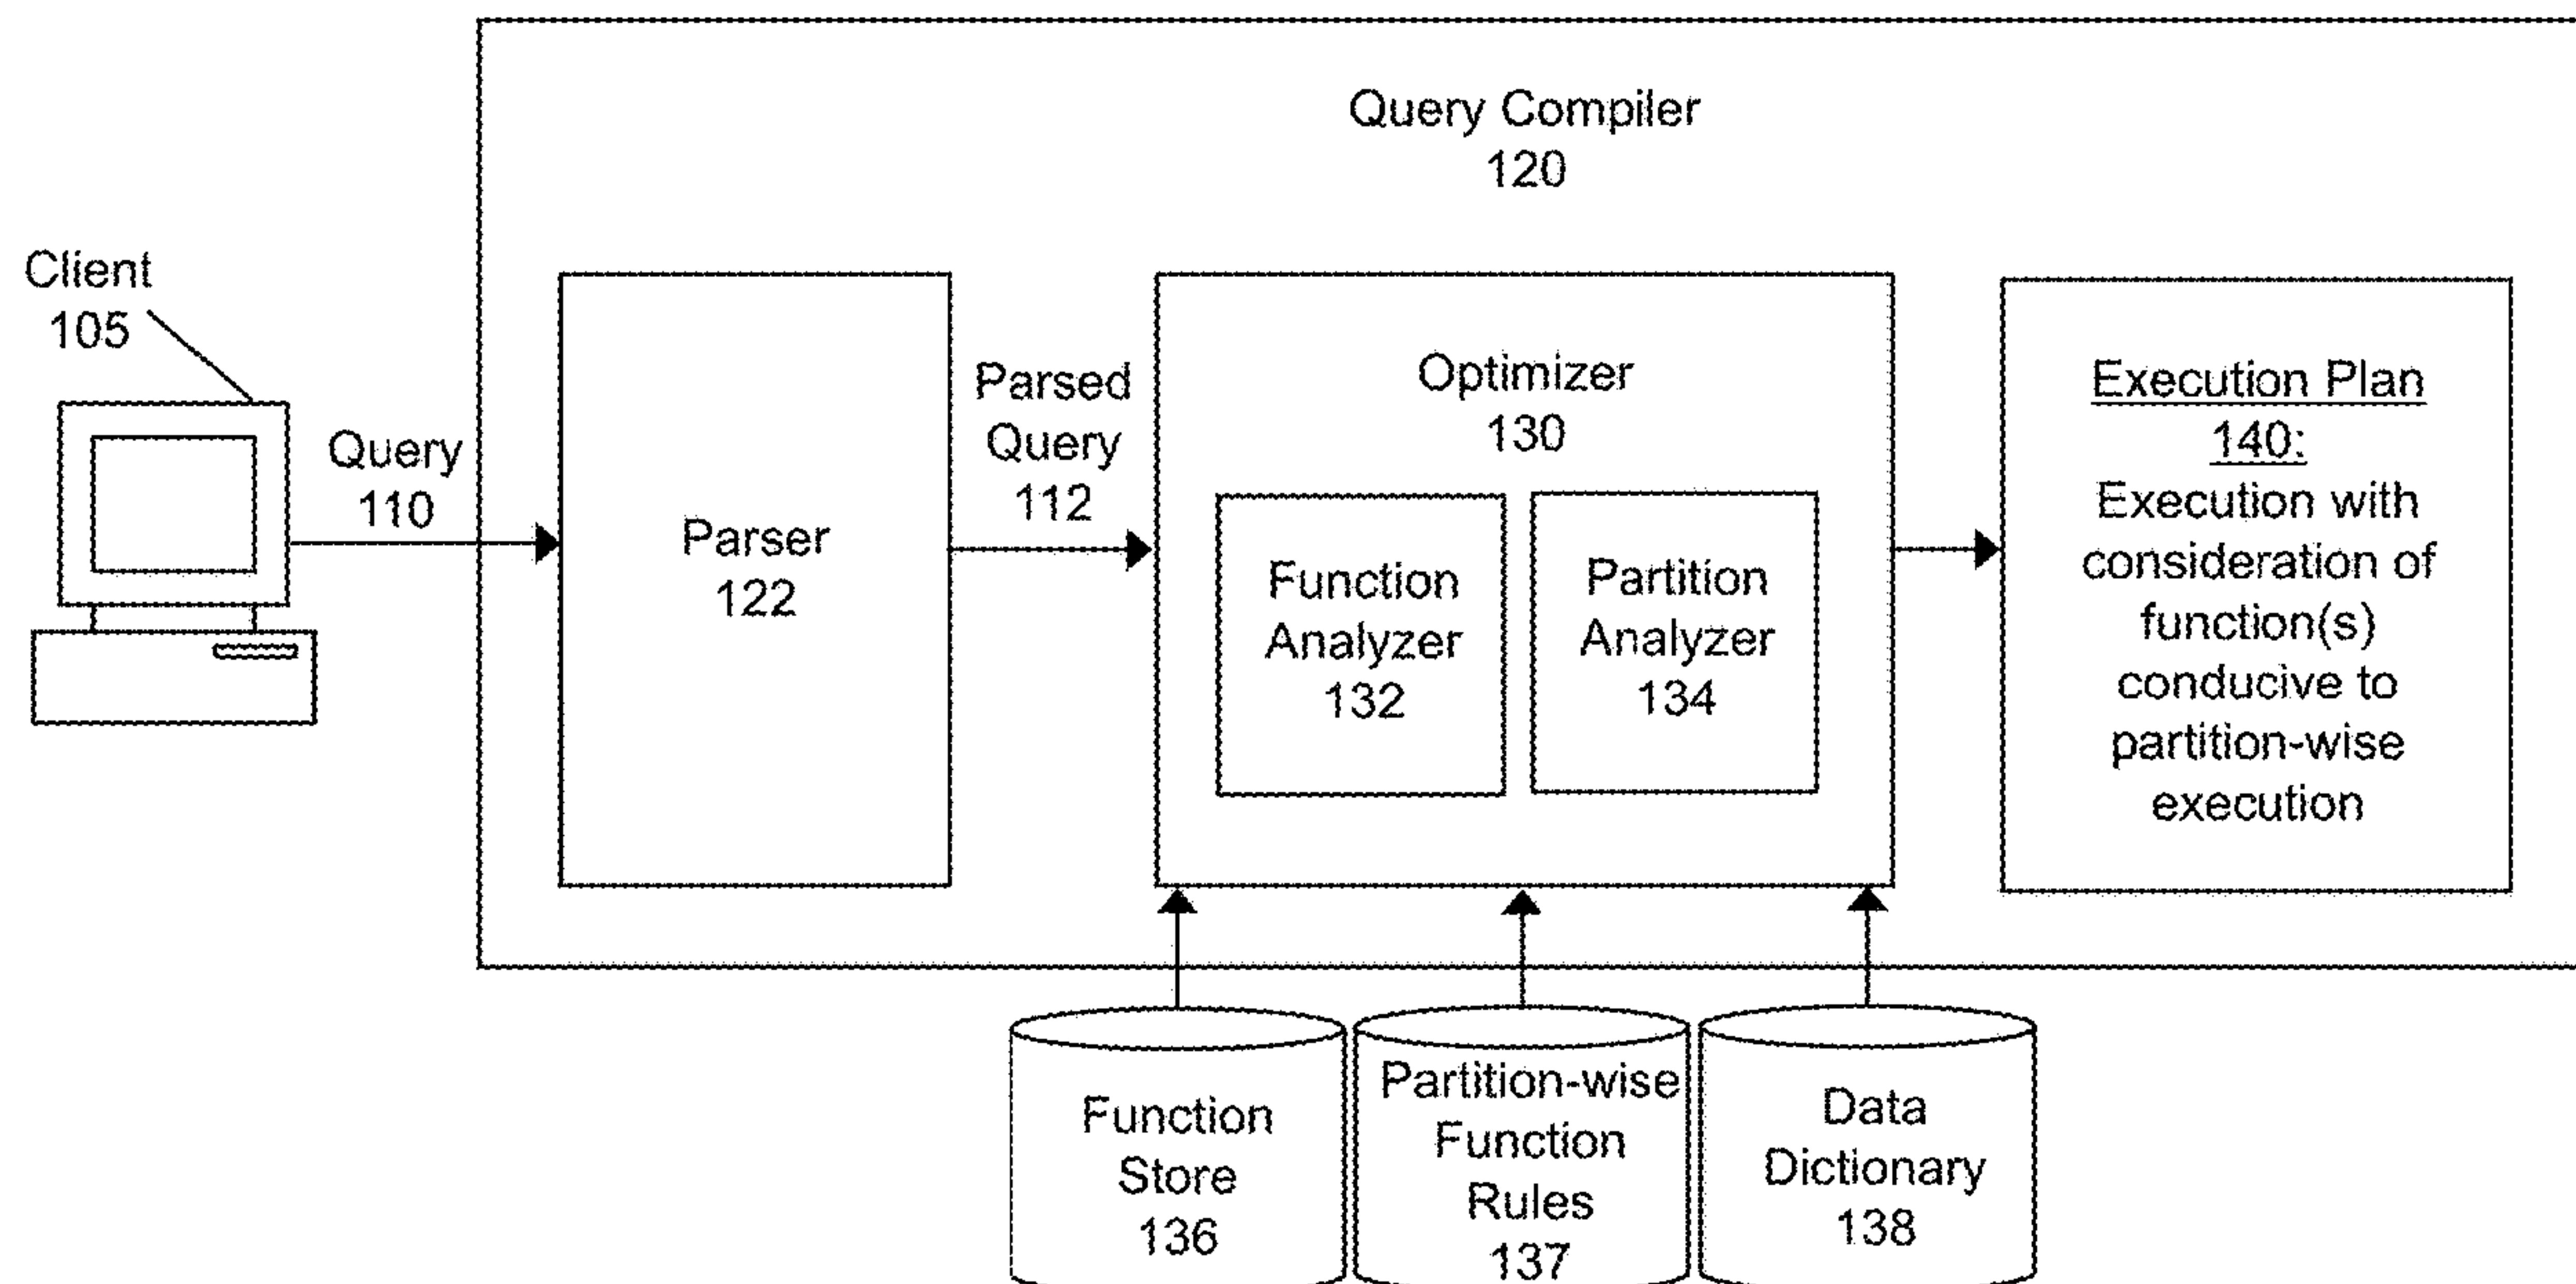 Query Compiler
120
Client
105
Query
110
Parser
122
Parsed
Query
112
Optimizer
130
Function
Analyzer
132
Partition
Analyzer
134
Execution Plan
140:
Execution with
consideration of
function(s)
conducive to
partition-wise
execution
Function
Store
136
Partition-wise
Function
Rules
137
Data
Dictionary
138